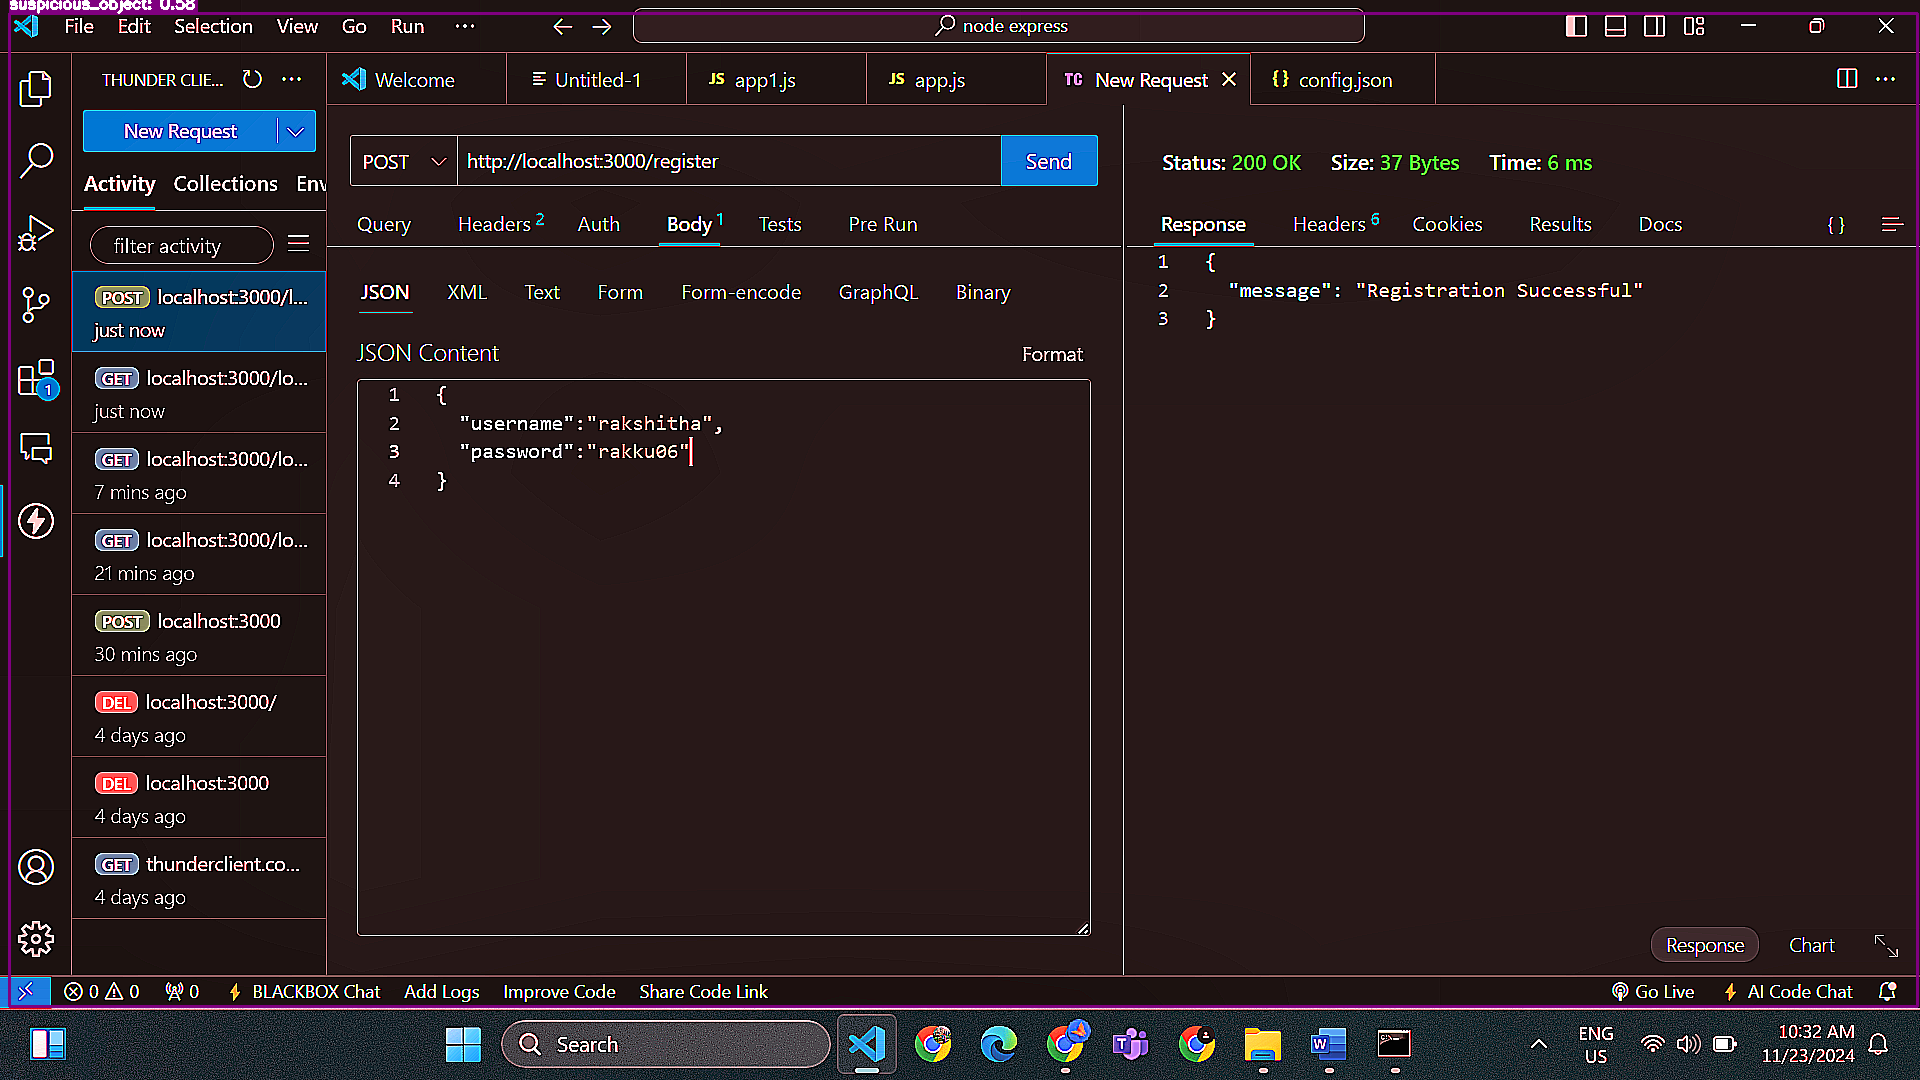 suspicious_object: 0.58
File Edit Selection View Go Run ··· node express
THUNDER CLIE... ···
Welcome Untitled-1 JS app1.js JS app.js TC New Request {} config.json ···
New Request
Activity Collections Env
filter activity
POST localhost:3000/l...
just now
GET localhost:3000/lo...
just now
GET localhost:3000/lo...
7 mins ago
GET localhost:3000/lo...
21 mins ago
POST localhost:3000
30 mins ago
DEL localhost:3000/
4 days ago
DEL localhost:3000
4 days ago
GET thunderclient.co...
4 days ago
1
POST http://localhost:3000/register Send
Query Headers 2 Auth Body 1 Tests Pre Run
JSON XML Text Form Form-encode GraphQL Binary
JSON Content Format
1 {
2 "username":"rakshitha",
3 "password":"rakku06"
4 }
Status: 200 OK Size: 37 Bytes Time: 6 ms
Response Headers 6 Cookies Results Docs {}
1 {
2 "message": "Registration Successful"
3 }
Response Chart
0 0 0 BLACKBOX Chat Add Logs Improve Code Share Code Link Go Live AI Code Chat
Search
ENG
US
10:32 AM
11/23/2024